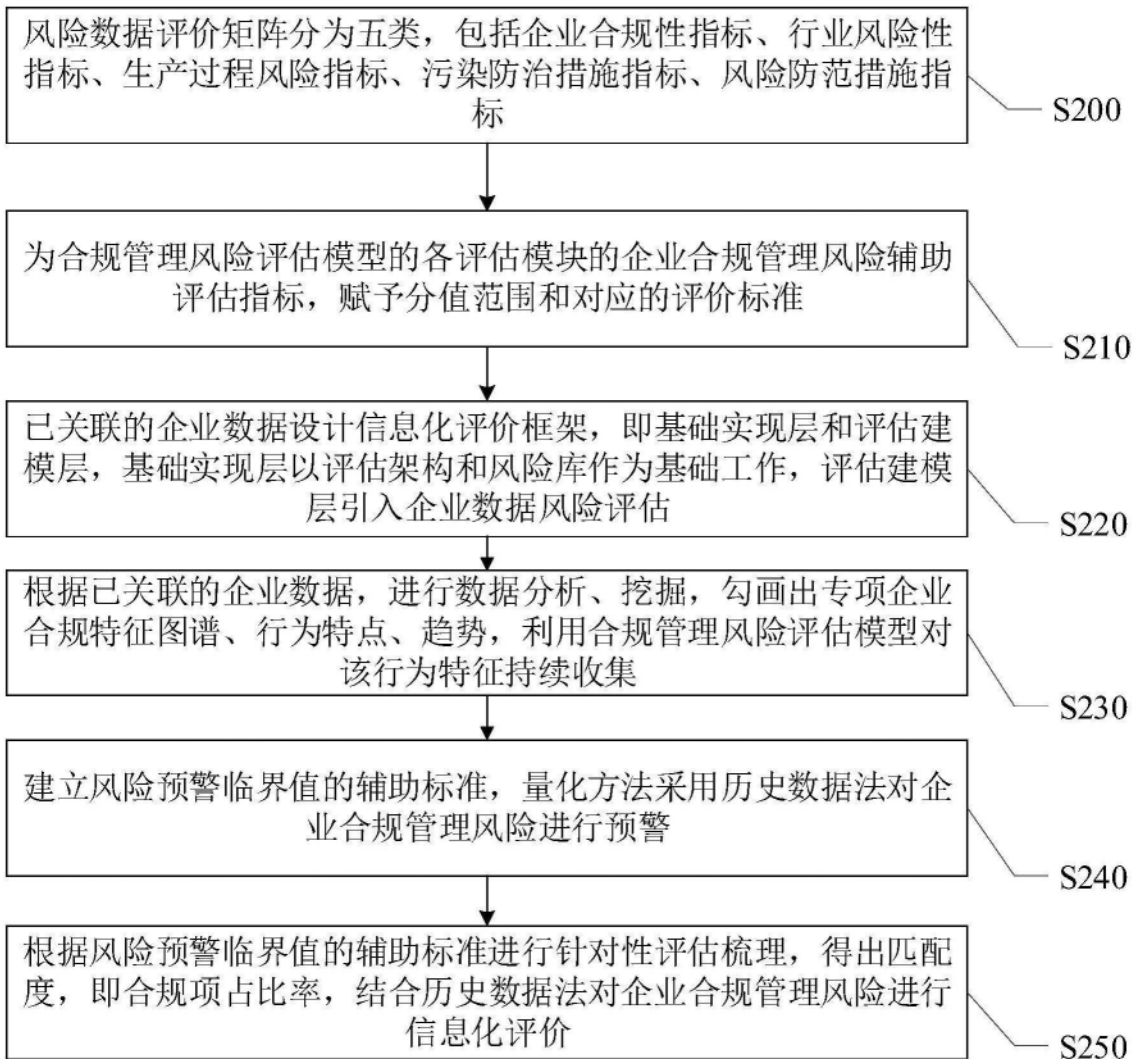 风险数据评价矩阵分为五类，包括企业合规性指标、行业风险性
指标、生产过程风险指标、污染防治措施指标、风险防范措施指
标
S200
为合规管理风险评估模型的各评估模块的企业合规管理风险辅助
评估指标，赋予分值范围和对应的评价标准
S210
已关联的企业数据设计信息化评价框架，即基础实现层和评估建
模层，基础实现层以评估架构和风险库作为基础工作，评估建模
层引入企业数据风险评估
S220
根据已关联的企业数据，进行数据分析、挖掘，勾画出专项企业
合规特征图谱、行为特点、趋势，利用合规管理风险评估模型对
该行为特征持续收集
S230
建立风险预警临界值的辅助标准，量化方法采用历史数据法对企
业合规管理风险进行预警
S240
根据风险预警临界值的辅助标准进行针对性评估梳理，得出匹配
度，即合规项占比率，结合历史数据法对企业合规管理风险进行
信息化评价
S250